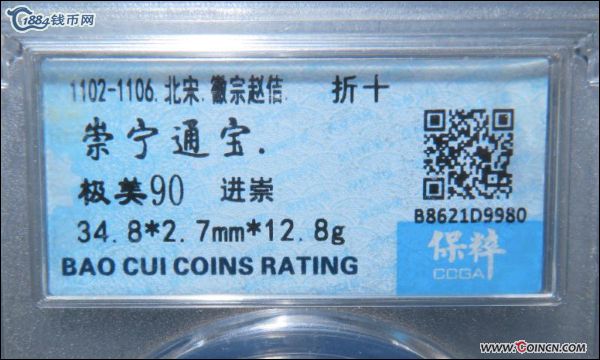 1884钱币网
1102-1106.北宋.徽宗赵佶. 折十
崇宁通宝.
极美90 进崇
34.8*2.7mm*12.8g
BAO CUI COINS RATING
B8621D9980
保粹
CCGA
www.COINCN.com